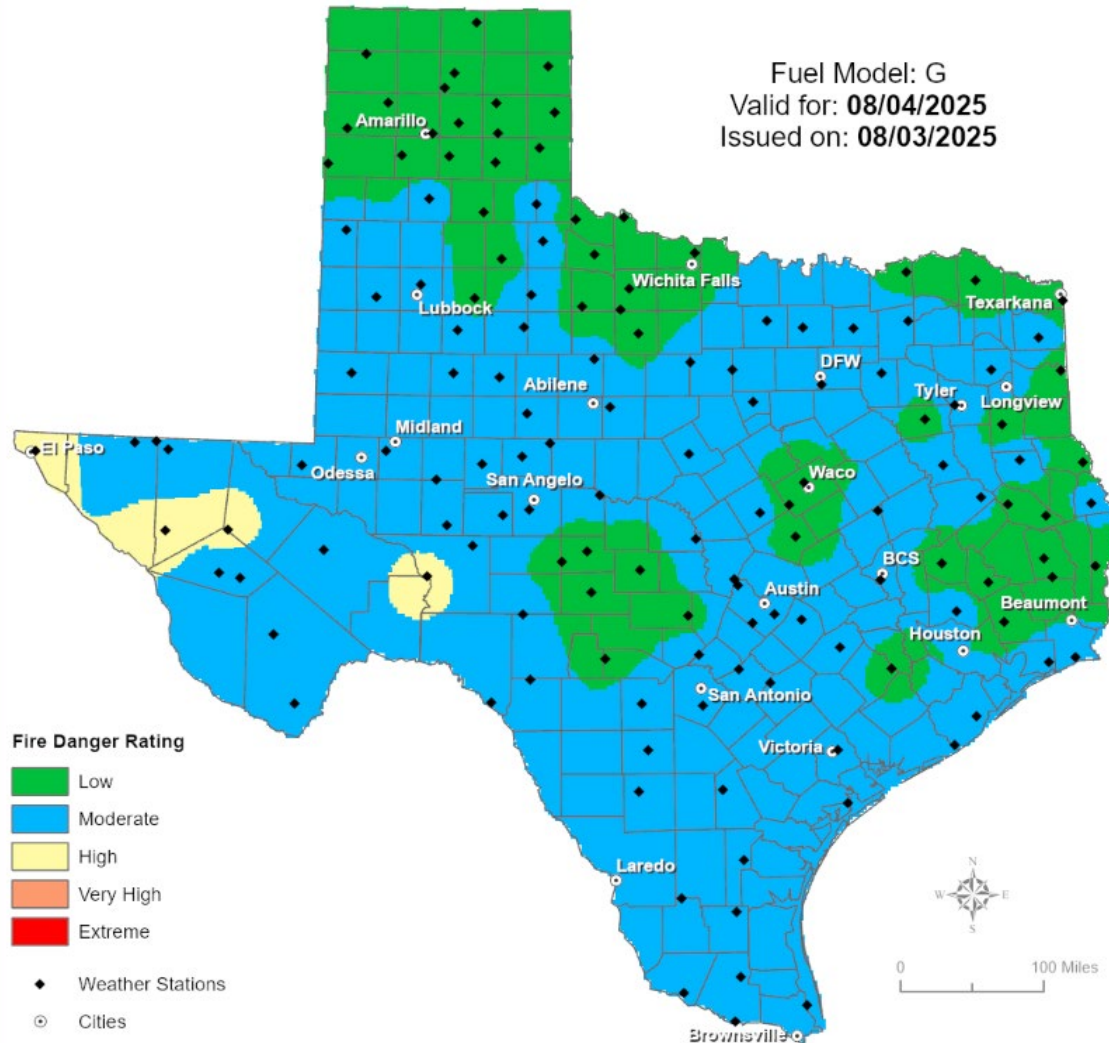 Fuel Model: G
Valid for: 08/04/2025
Issued on: 08/03/2025
Amarillo
Wichita Falls
Lubbock
Texarkana
DFW
Abilene
Tyler
Longview
Midland
El Paso
Odessa
San Angelo
Waco
BCS
Austin
Beaumont
Houston
San Antonio
Victoria
Laredo
Brownsville
Fire Danger Rating
Low
Moderate
High
Very High
Extreme
Weather Stations
Cities
N
W E
S
0 100 Miles